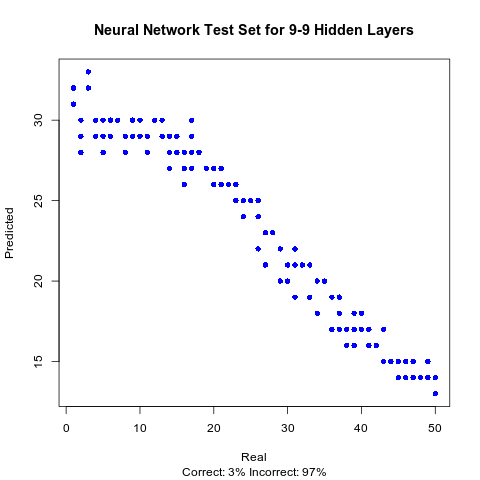 Neural Network Test Set for 9-9 Hidden Layers
Predicted
30
25
20
15
0 10 20 30 40 50
Real
Correct: 3% Incorrect: 97%